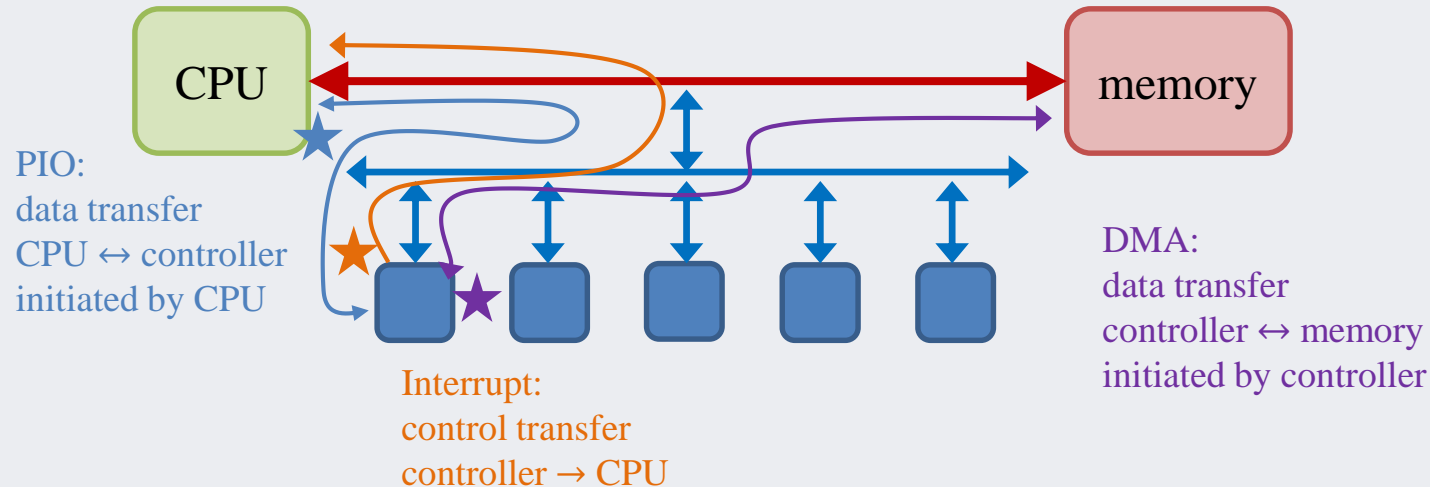 CPU
memory
PIO:
data transfer
CPU ↔ controller
initiated by CPU
DMA:
data transfer
controller ↔ memory
initiated by controller
Interrupt:
control transfer
controller → CPU